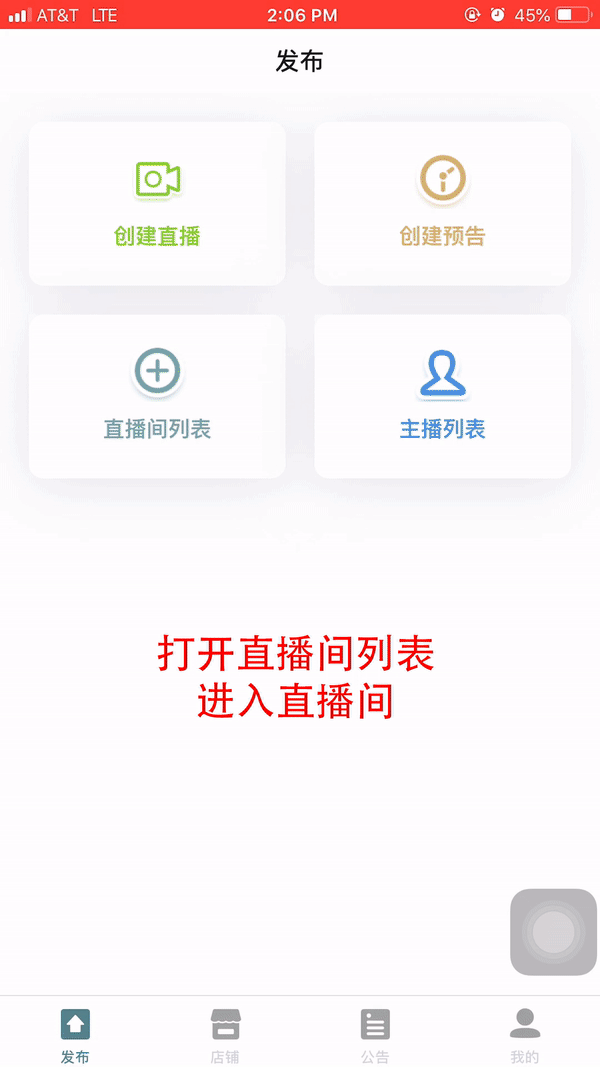 AT&T LTE 2:06 PM 45%
发布
创建直播 创建预告
直播间列表 主播列表
打开直播间列表
进入直播间
发布 店铺 公告 我的